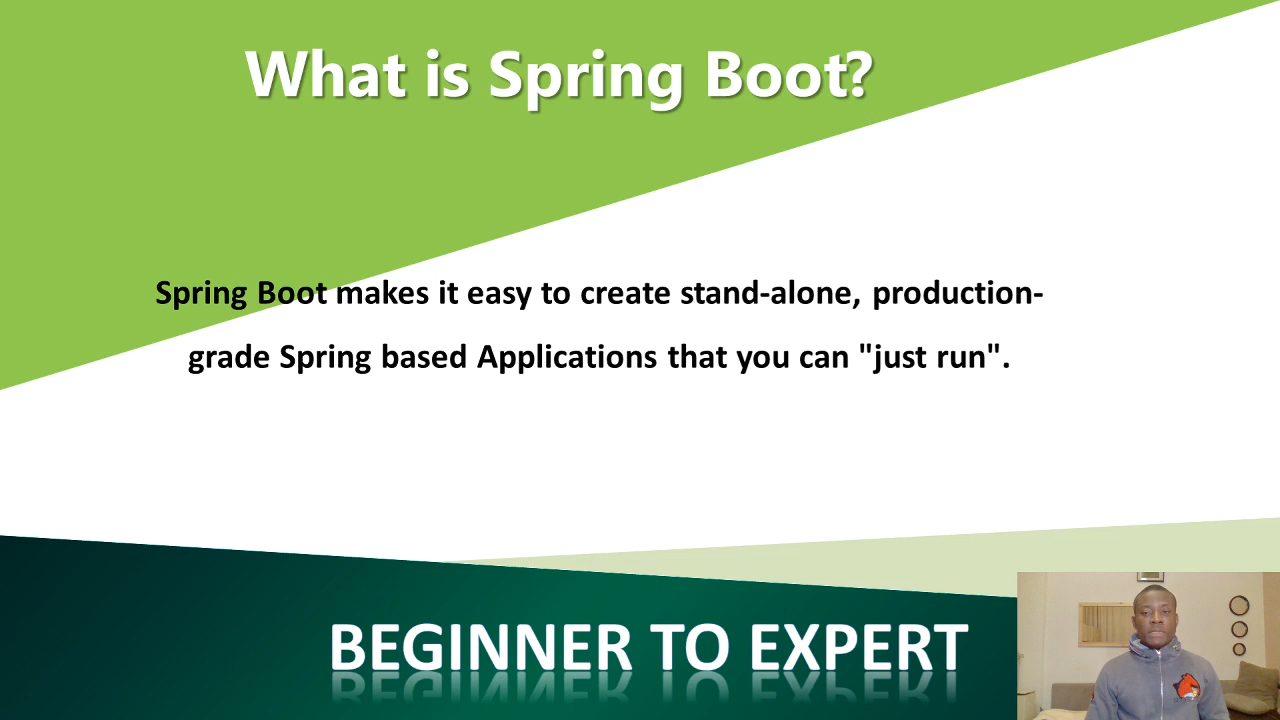 What is Spring Boot?
Spring Boot makes it easy to create stand-alone, production-
grade Spring based Applications that you can "just run".
BEGINNER TO EXPERT